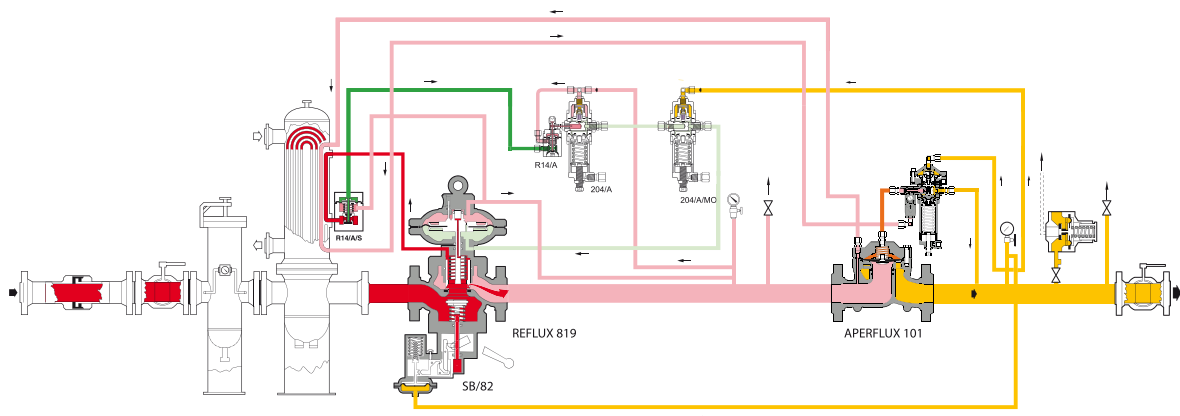 R14/A
204/A
204/A/MO
R14/A/S
REFLUX 819
APERFLUX 101
SB/82